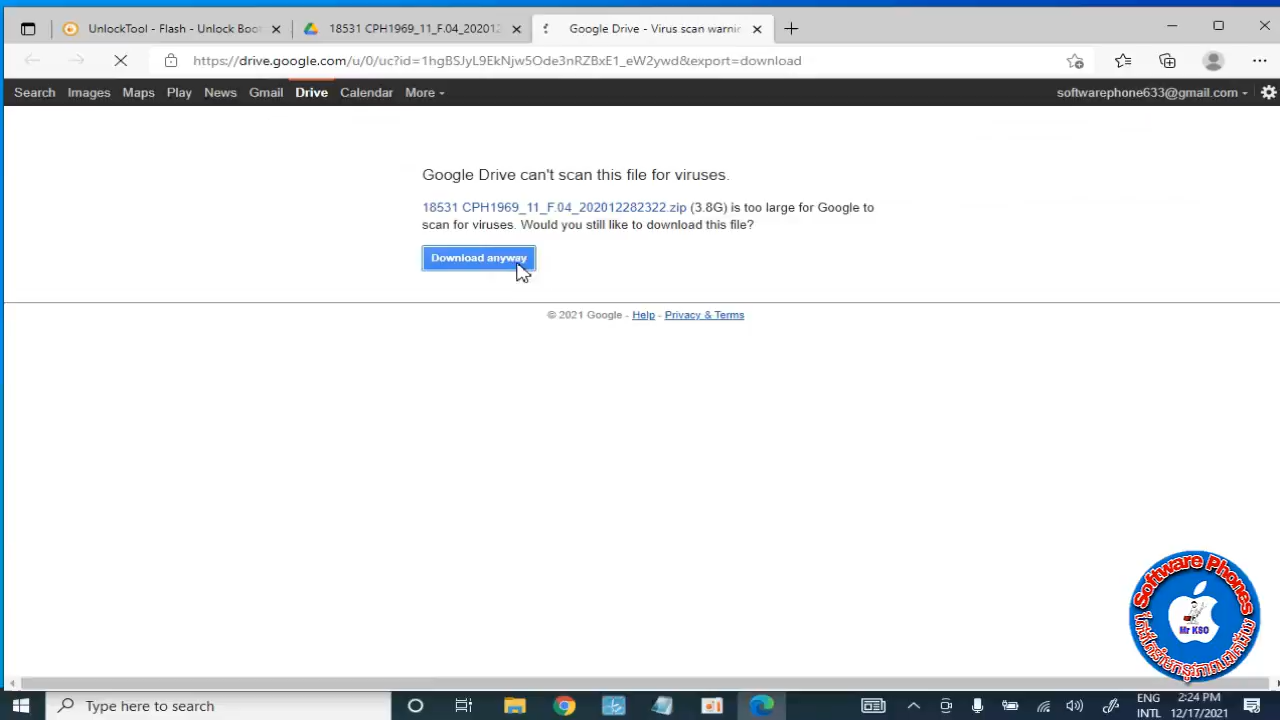 UnlockTool - Flash - Unlock Boot
18531 CPH1969_11_F.04_202012
Google Drive - Virus scan warnin
https://drive.google.com/u/0/uc?id=1hgBSJyL9EkNjw5Ode3nRZBxE1_eW2ywd&export=download
Search Images Maps Play News Gmail Drive Calendar More
softwarephone633@gmail.com
Google Drive can't scan this file for viruses.
18531 CPH1969_11_F.04_202012282322.zip (3.8G) is too large for Google to
scan for viruses. Would you still like to download this file?
Download anyway
© 2021 Google - Help - Privacy & Terms
Software Phones
Mr KSO
Type here to search
ENG
INTL
2:24 PM
12/17/2021